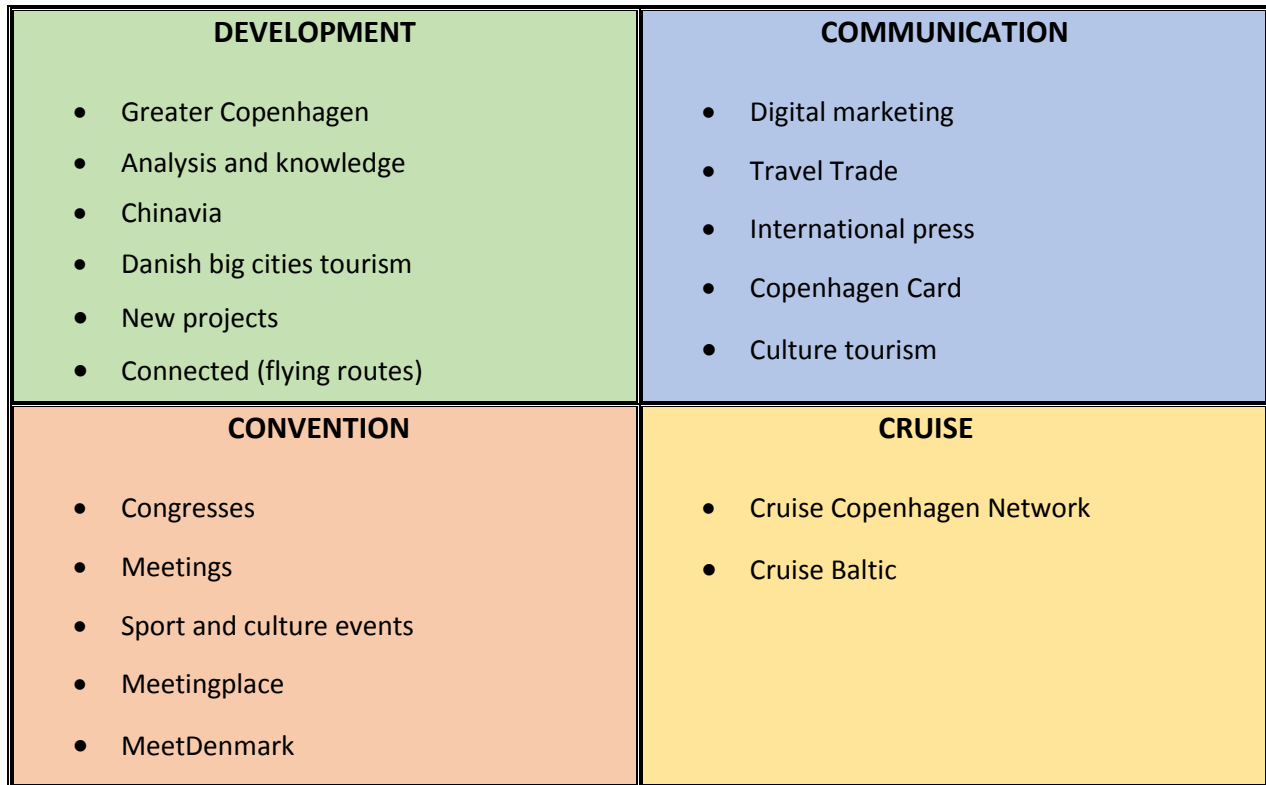 DEVELOPMENT
• Greater Copenhagen
• Analysis and knowledge
• Chinavia
• Danish big cities tourism
• New projects
• Connected (flying routes)
COMMUNICATION
• Digital marketing
• Travel Trade
• International press
• Copenhagen Card
• Culture tourism
CONVENTION
• Congresses
• Meetings
• Sport and culture events
• Meetingplace
• MeetDenmark
CRUISE
• Cruise Copenhagen Network
• Cruise Baltic